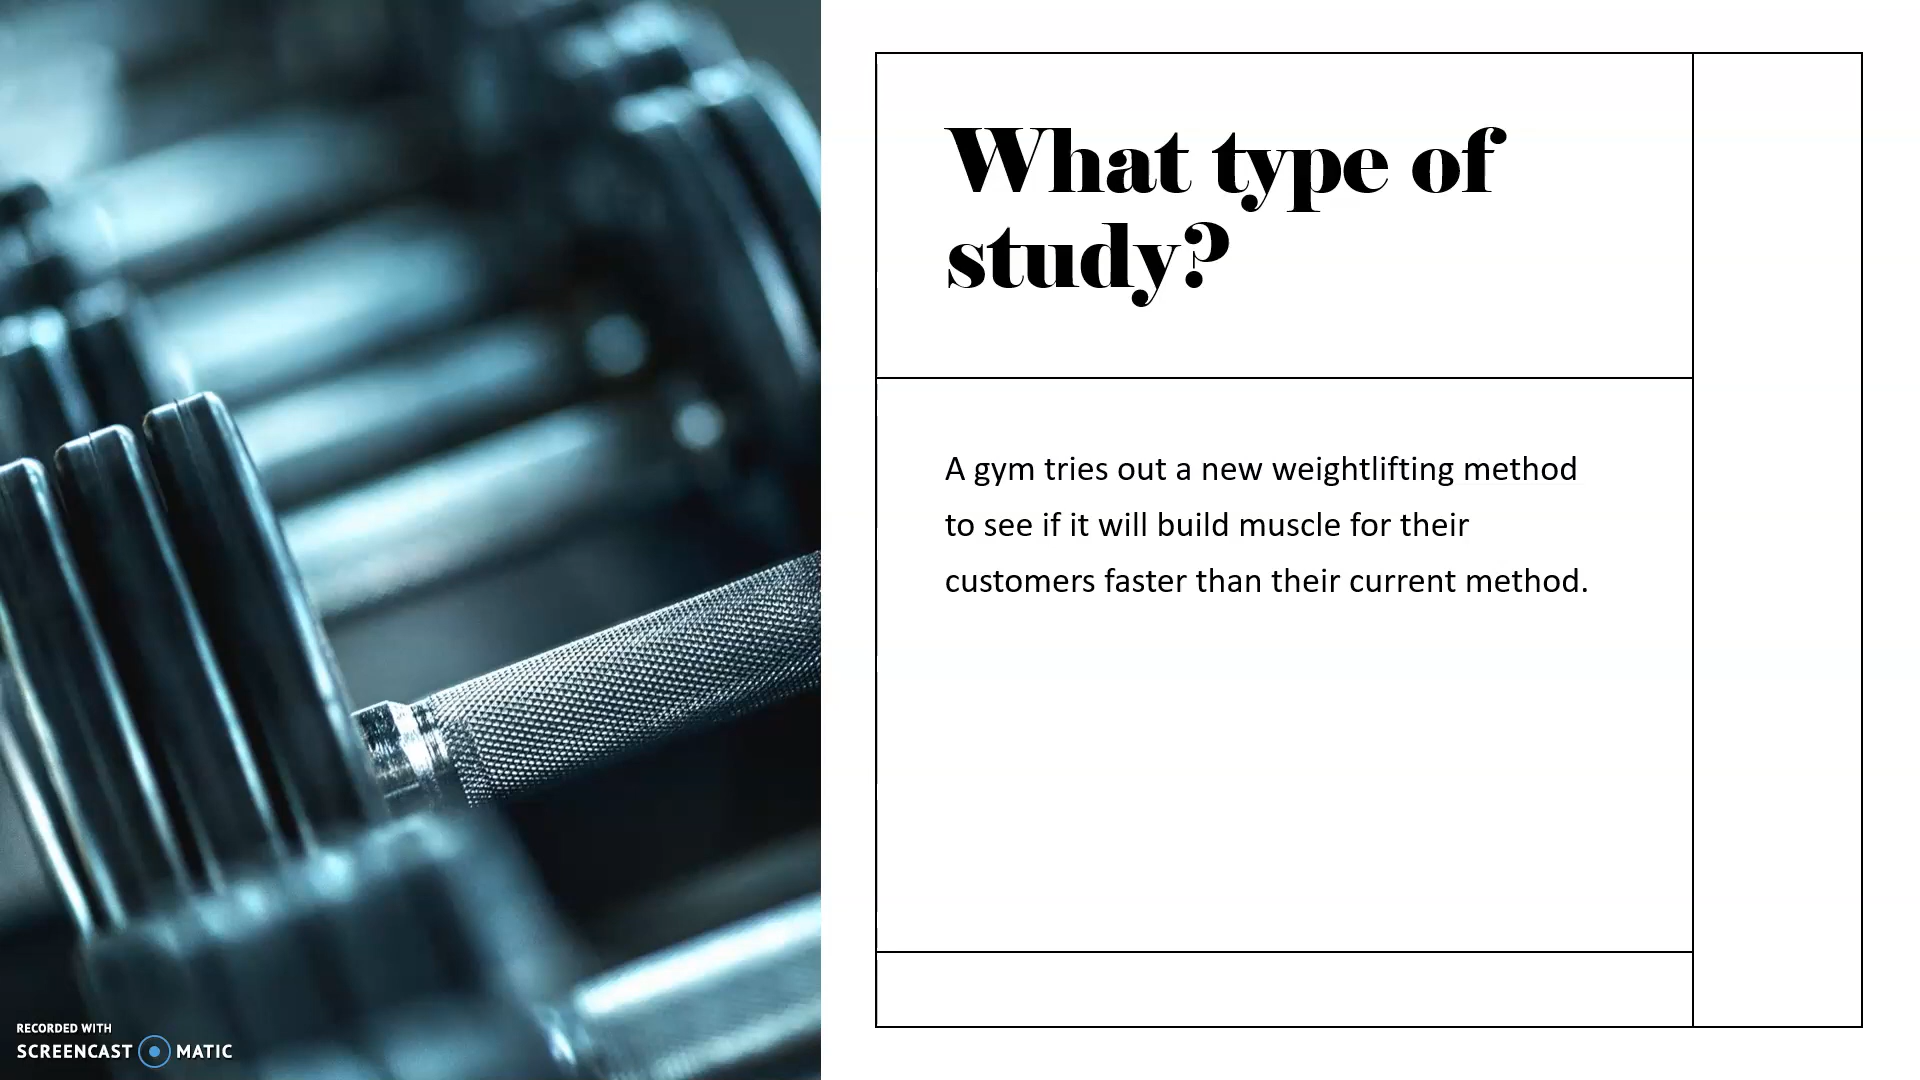 What type of
study?
A gym tries out a new weightlifting method
to see if it will build muscle for their
customers faster than their current method.
RECORDED WITH
SCREENCAST MATIC